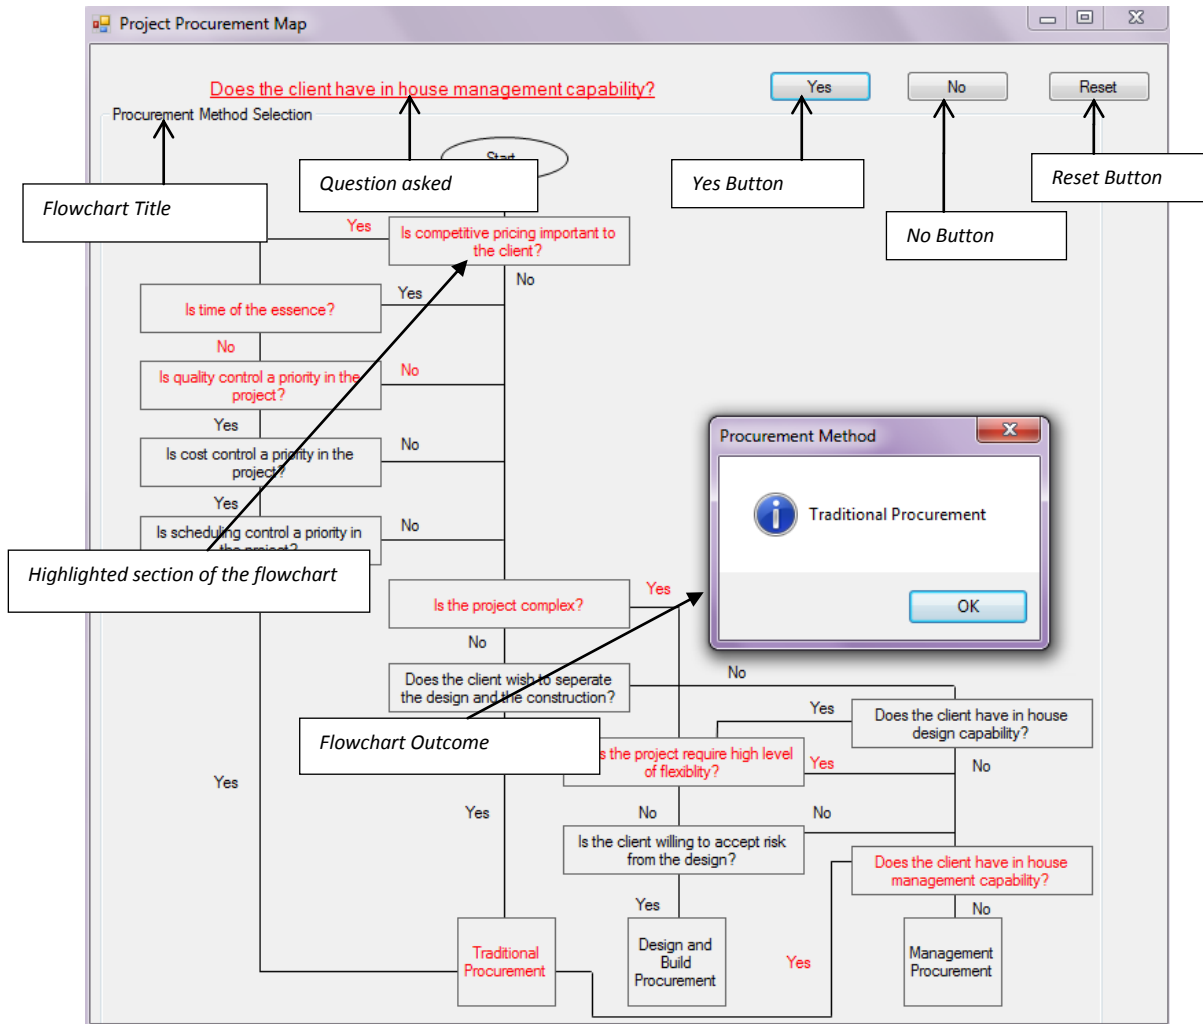 Project Procurement Map
Does the client have in house management capability?
Yes
No
Reset
Procurement Method Selection
Start
Flowchart Title
Question asked
Yes Button
No Button
Reset Button
Yes
Is competitive pricing important to
the client?
No
Is time of the essence?
Yes
No
Is quality control a priority in the
project?
No
Yes
Is cost control a priority in the
project?
No
Yes
Is scheduling control a priority in
the project?
No
Highlighted section of the flowchart
Procurement Method
Traditional Procurement
OK
Is the project complex?
Yes
No
Does the client wish to seperate
the design and the construction?
No
Flowchart Outcome
Yes
Does the client have in house
design capability?
s the project require high level
of flexiblity?
Yes
No
Yes
Yes
No
No
Is the client willing to accept risk
from the design?
Does the client have in house
management capability?
Yes
No
Traditional
Procurement
Design and
Build
Procurement
Yes
Management
Procurement